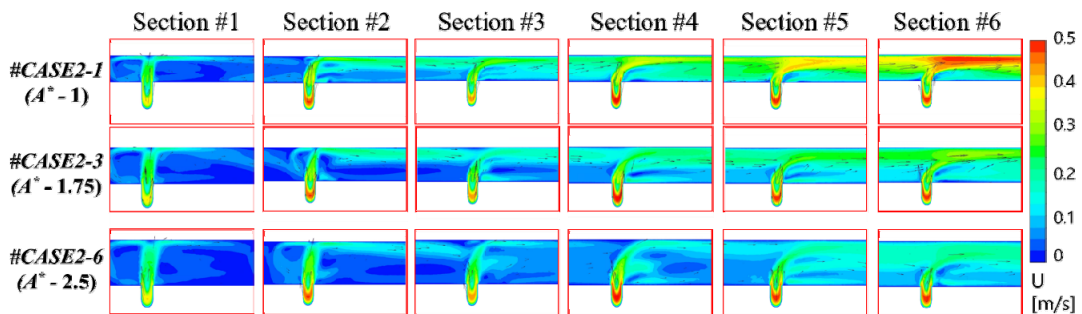 Section #1 Section #2 Section #3 Section #4 Section #5 Section #6
#CASE2-1
(A* - 1)
#CASE2-3
(A* - 1.75)
#CASE2-6
(A* - 2.5)
0.5
0.4
0.3
0.2
0.1
0
U
[m/s]